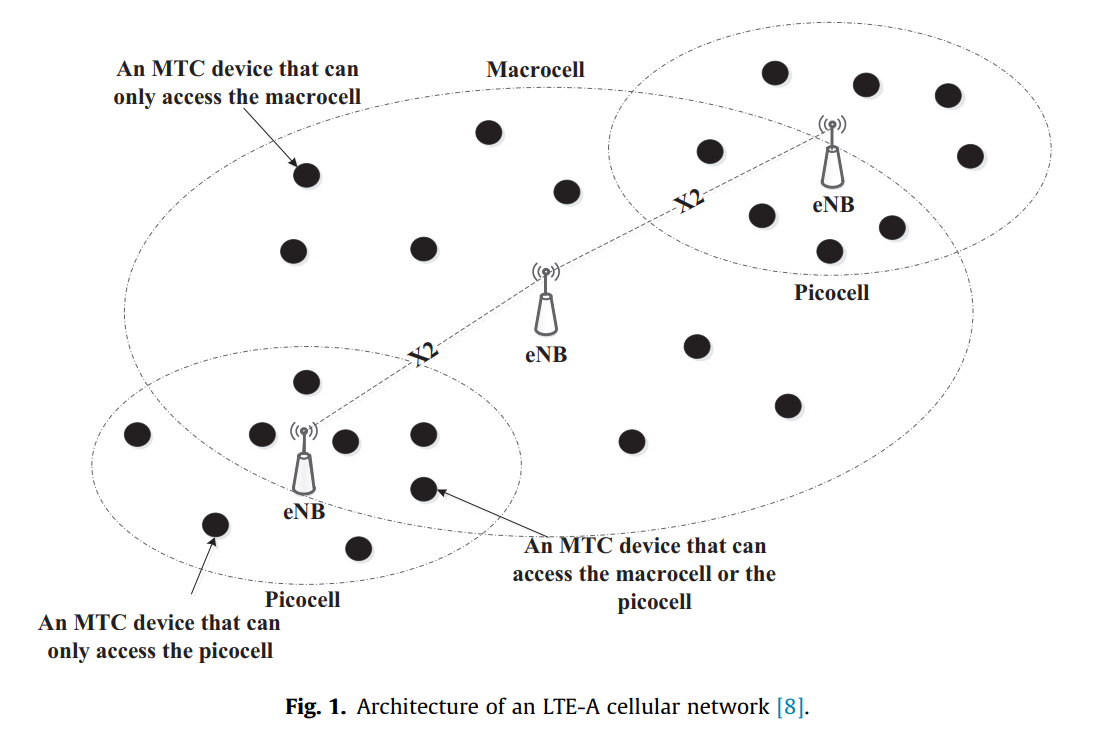 An MTC device that can
only access the macrocell
Macrocell
X2
eNB
Picocell
X2
eNB
eNB
An MTC device that can
access the macrocell or the
picocell
Picocell
An MTC device that can
only access the picocell
Fig. 1. Architecture of an LTE-A cellular network [8].